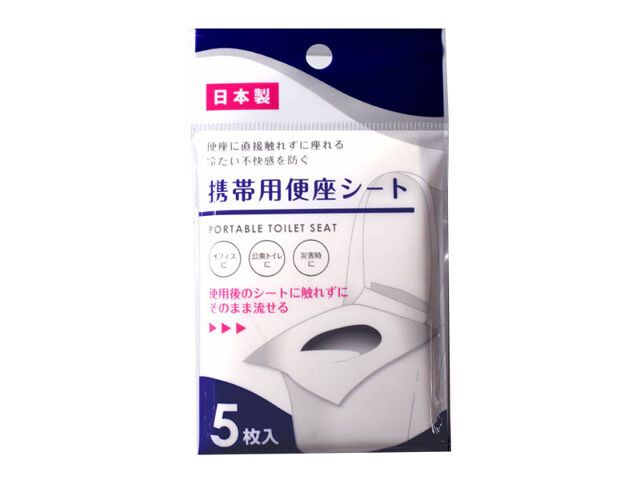 日本製
便座に直接触れずに座れる
冷たい不快感を防ぐ
携帯用便座シート
PORTABLE TOILET SEAT
オフィスに
公衆トイレに
災害時に
使用後のシートに触れずに
そのまま流せる
5枚入